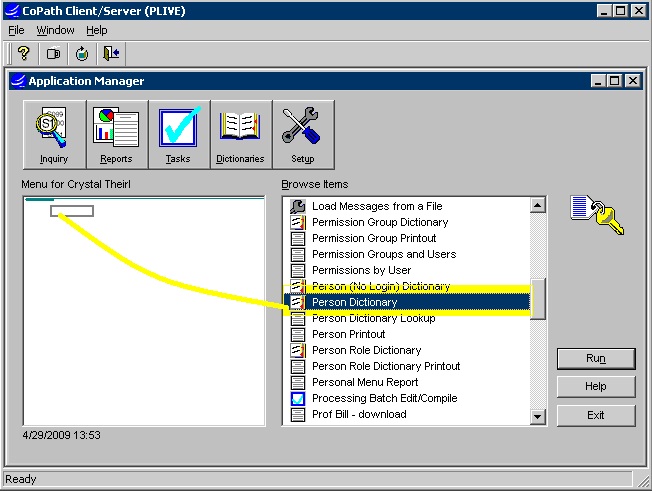 CoPath Client/Server (PLIVE)
File Window Help
Application Manager
Inquiry Reports Tasks Dictionaries Setup
Menu for Crystal Theirl
Browse Items
Load Messages from a File
Permission Group Dictionary
Permission Group Printout
Permission Groups and Users
Permissions by User
Person (No Login) Dictionary
Person Dictionary
Person Dictionary Lookup
Person Printout
Person Role Dictionary
Person Role Dictionary Printout
Personal Menu Report
Processing Batch Edit/Compile
Prof Bill - download
Run
Help
Exit
4/29/2009 13:53
Ready